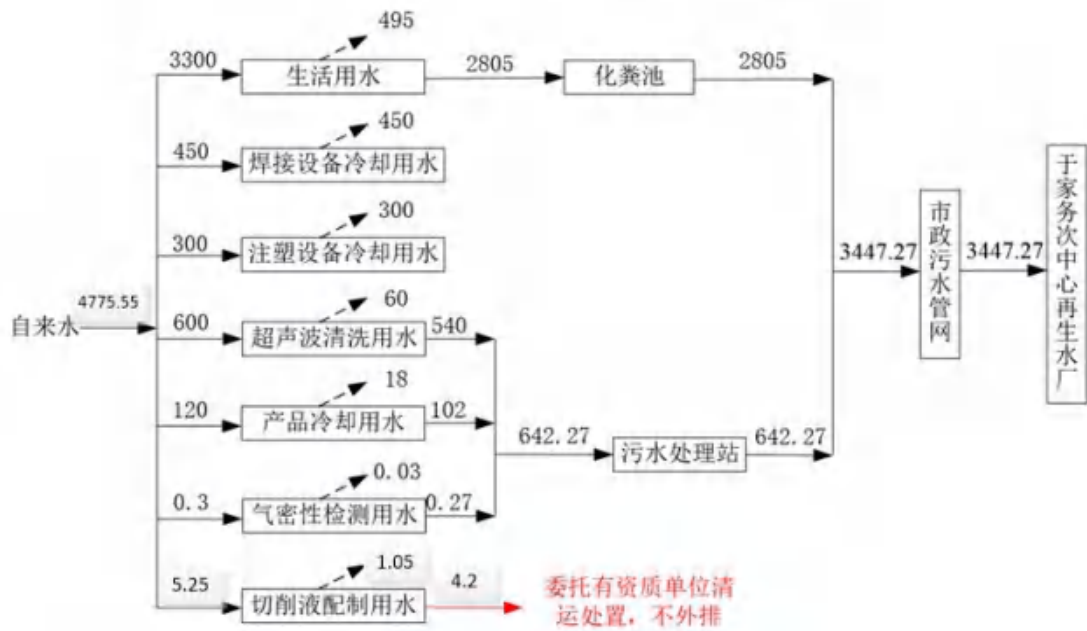 495
3300
生活用水
2805
化粪池
2805
450
450
焊接设备冷却用水
300
300
注塑设备冷却用水
自来水
4775.55
60
600
超声波清洗用水
540
18
120
产品冷却用水
102
0.03
0.3
气密性检测用水
0.27
642.27
污水处理站
642.27
1.05
5.25
切削液配制用水
4.2
委托有资质单位清
运处置，不外排
3447.27
市政污水管网
3447.27
于家务次中心再生水厂